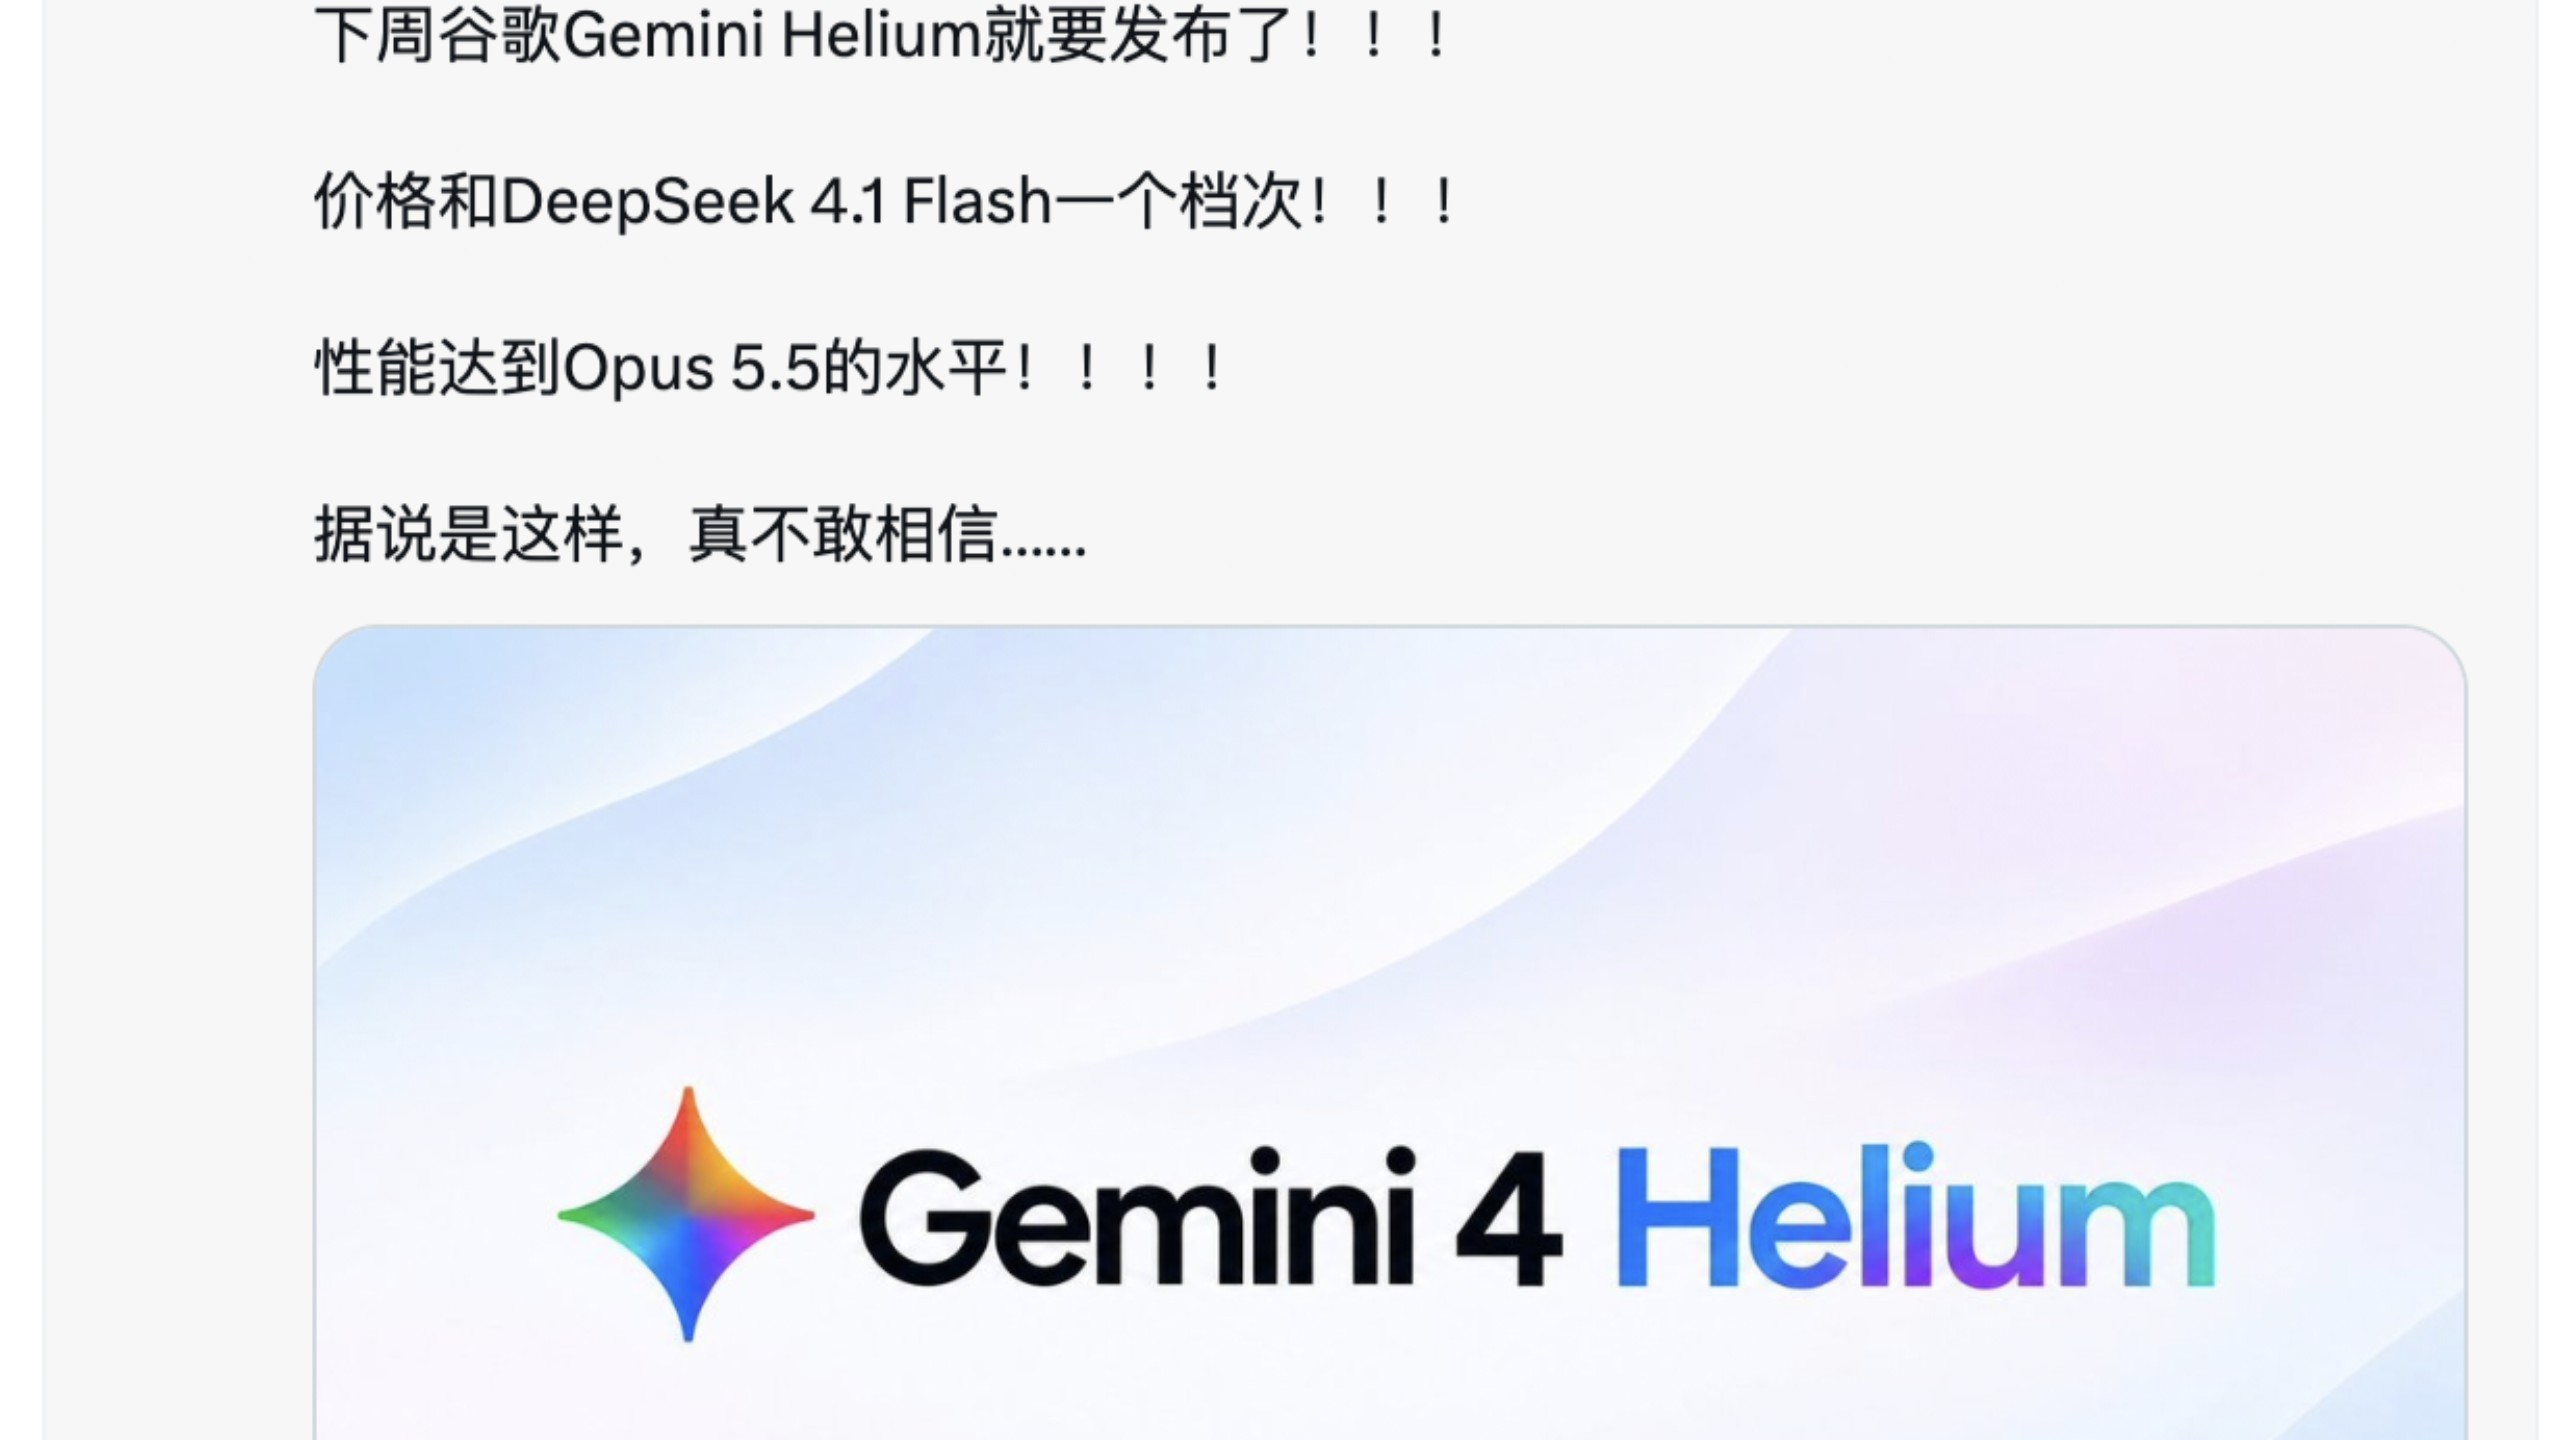 下周谷歌Gemini Helium就要发布了！！！
价格和DeepSeek 4.1 Flash一个档次！！！
性能达到Opus 5.5的水平！！！！
据说是这样，真不敢相信......
Gemini 4 Helium